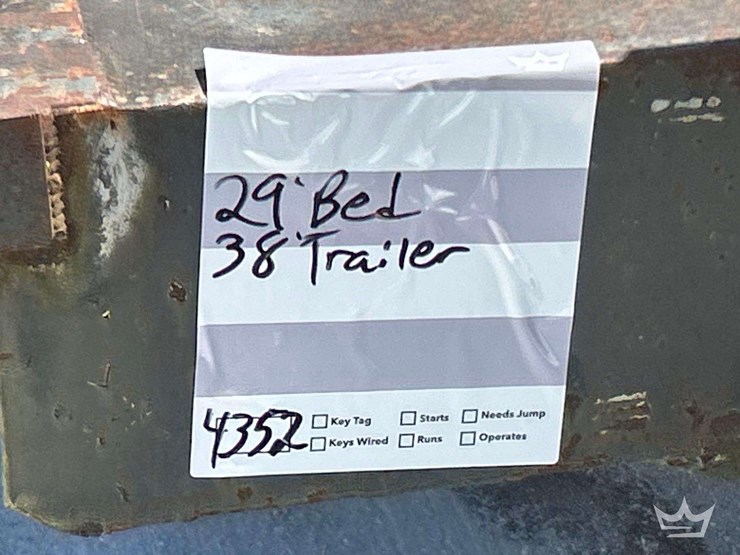 29' Bed
38' Trailer
4352
Key Tag Starts Needs Jump
Keys Wired Runs Operates